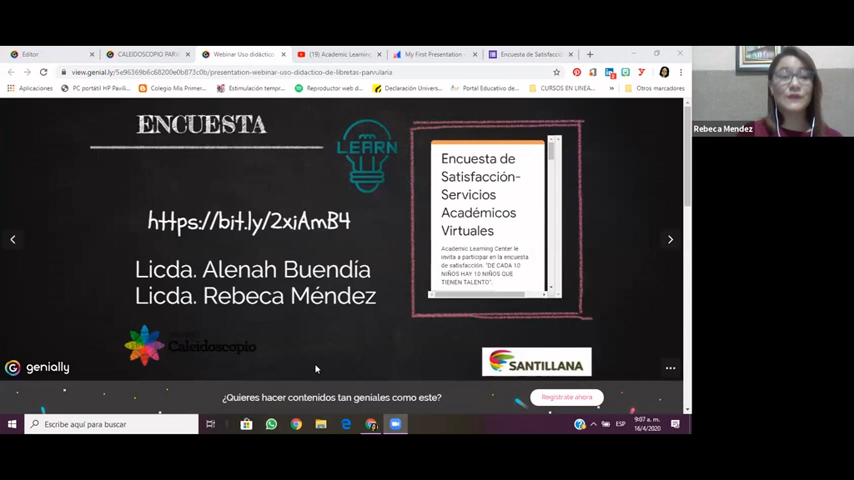 Editor
CALEIDOSCOPIO PARV
Webinar Uso didáctico
(19) Academic Learning
My First Presentation -
Encuesta de Satisfacci
view.genial.ly/5e96369b6c68200e0b873c0b/presentation-webinar-uso-didactico-de-libretas-parvularia
Aplicaciones
PC portátil HP Pavili...
Colegio Mis Primer...
Estimulación tempr...
Reproductor web d...
Declaración Univers...
Portal Educativo de...
CURSOS EN LINEA...
Otros marcadores
Rebeca Mendez
ENCUESTA
LEARN
https://bit.ly/2xiAmB4
Licda. Alenah Buendía
Licda. Rebeca Méndez
Encuesta de
Satisfacción-
Servicios
Académicos
Virtuales
Academic Learning Center le
invita a participar en la encuesta
de satisfacción. "DE CADA 10
NIÑOS HAY 10 NIÑOS QUE
TIENEN TALENTO".
Caleidoscopio
SANTILLANA
genially
¿Quieres hacer contenidos tan geniales como este?
Regístrate ahora
Escribe aquí para buscar
ESP
9:07 a. m.
16/4/2020